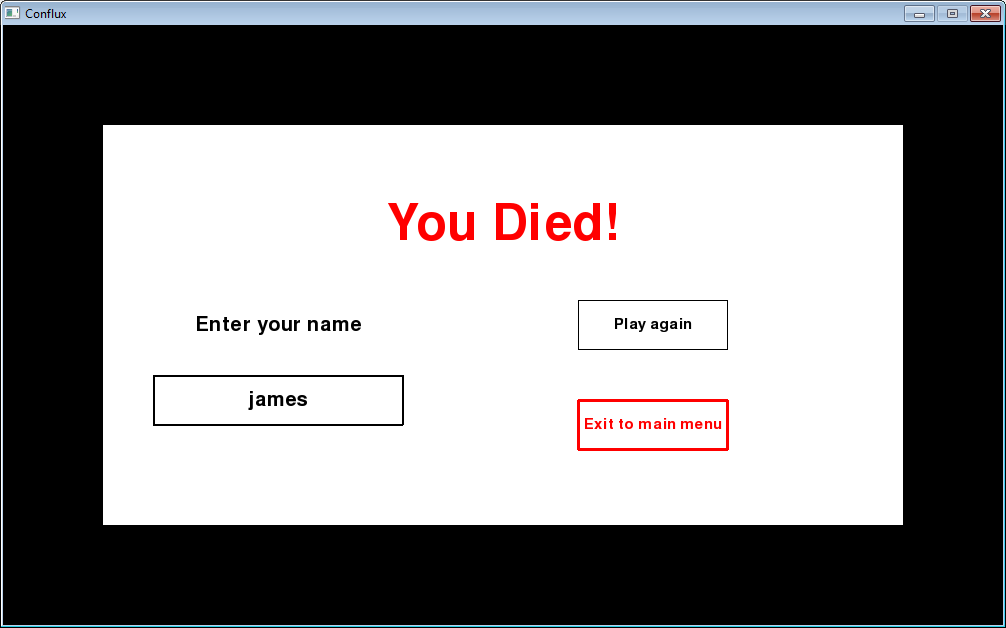 Conflux
You Died!
Enter your name
james
Play again
Exit to main menu